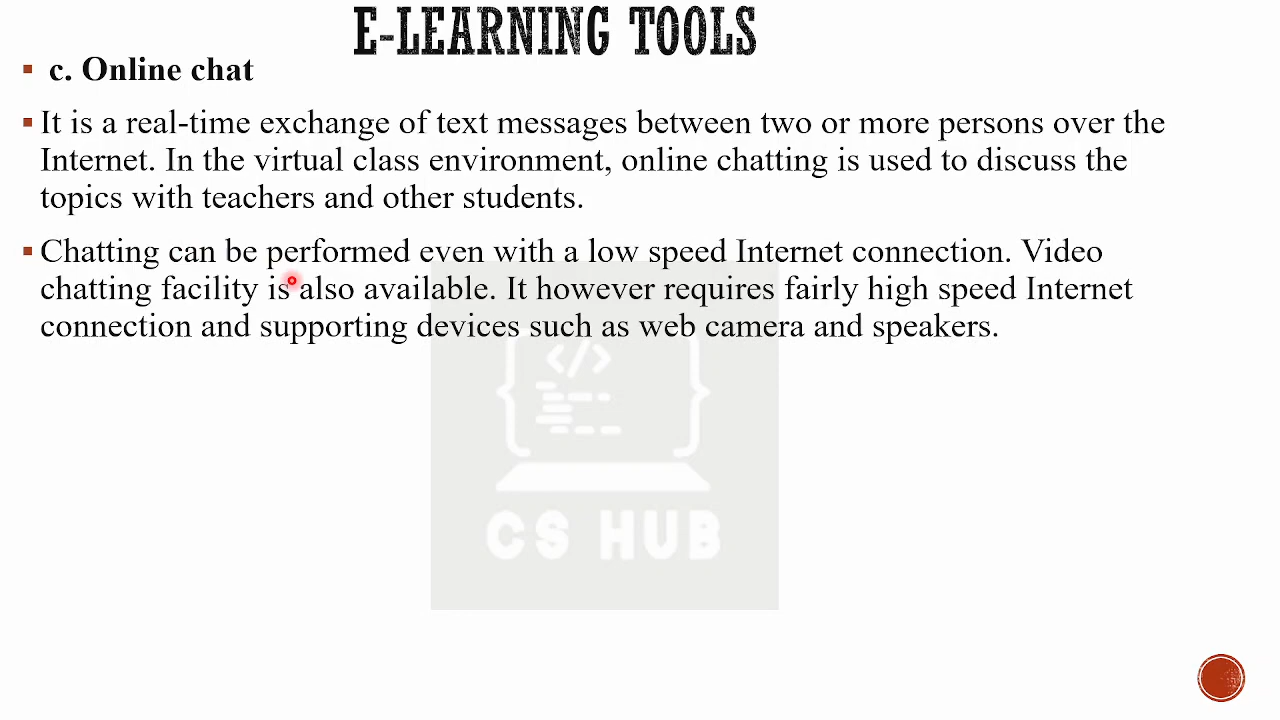 E-LEARNING TOOLS
c. Online chat
It is a real-time exchange of text messages between two or more persons over the
Internet. In the virtual class environment, online chatting is used to discuss the
topics with teachers and other students.
Chatting can be performed even with a low speed Internet connection. Video
chatting facility is also available. It however requires fairly high speed Internet
connection and supporting devices such as web camera and speakers.
</>
CS HUB